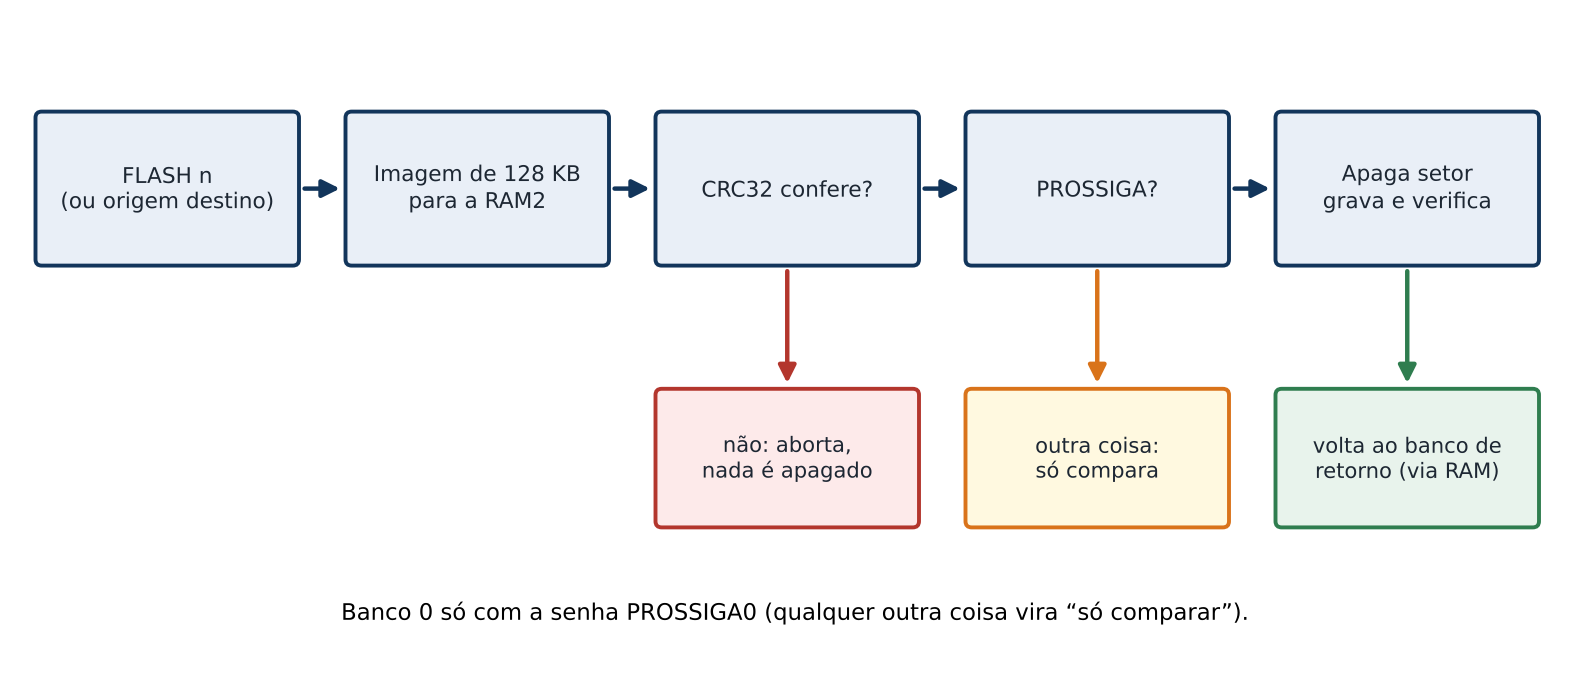 FLASH n
(ou origem destino)
Imagem de 128 KB
para a RAM2
CRC32 confere?
PROSSIGA?
Apaga setor
grava e verifica
não: aborta,
nada é apagado
outra coisa:
só compara
volta ao banco de
retorno (via RAM)
Banco 0 só com a senha PROSSIGA0 (qualquer outra coisa vira “só comparar”).